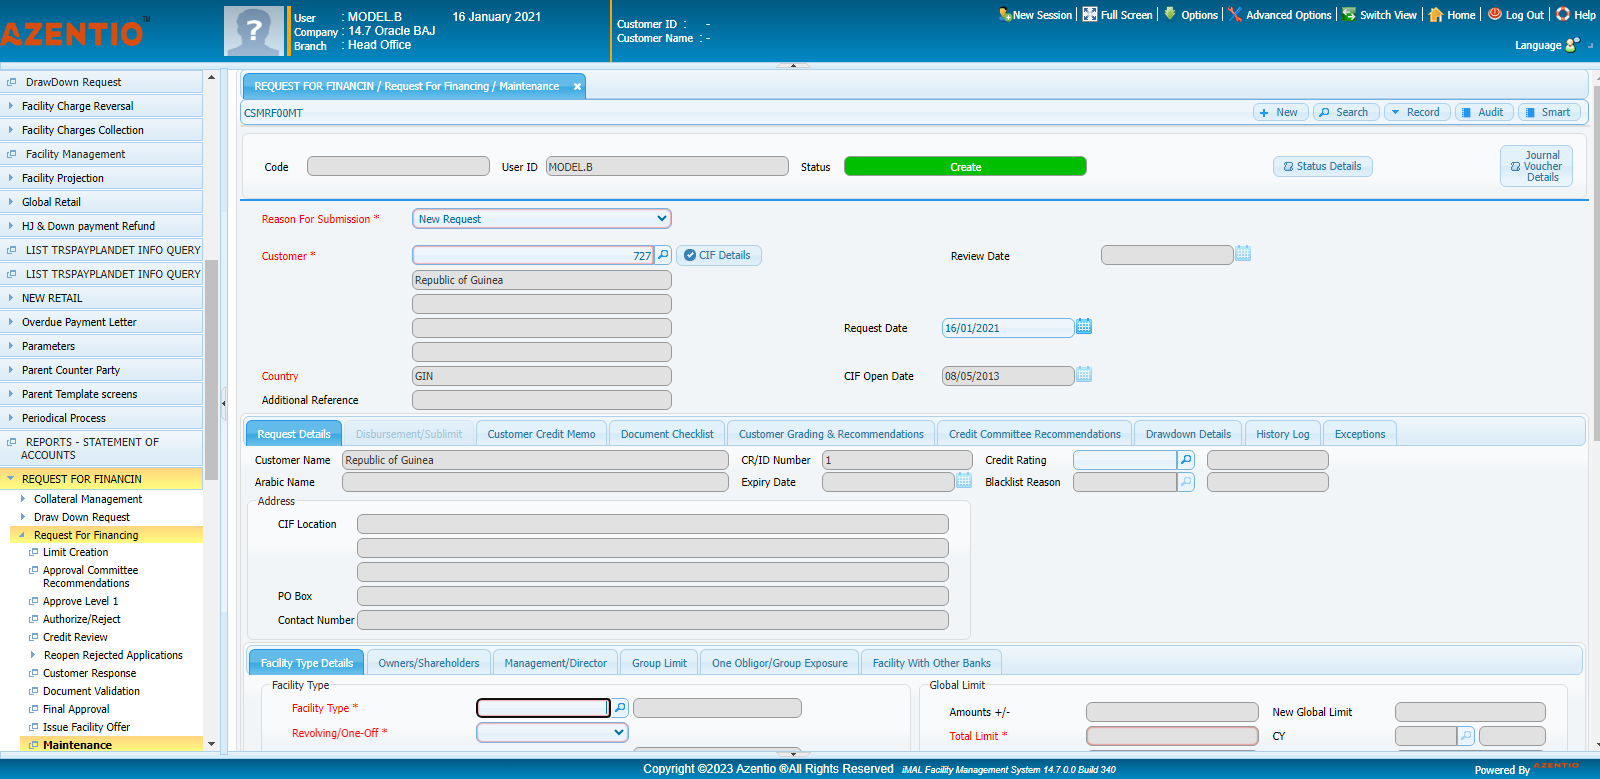 AZENTIO™
User : MODEL.B 16 January 2021
Company : 14.7 Oracle BAJ
Branch : Head Office
Customer ID : -
Customer Name : -
New Session | Full Screen | Options | Advanced Options | Switch View | Home | Log Out | Help
Language
DrawDown Request
Facility Charge Reversal
Facility Charges Collection
Facility Management
Facility Projection
Global Retail
HJ & Down payment Refund
LIST TRSPAYPLANDET INFO QUERY
LIST TRSPAYPLANDET INFO QUERY
NEW RETAIL
Overdue Payment Letter
Parameters
Parent Counter Party
Parent Template screens
Periodical Process
REPORTS - STATEMENT OF
ACCOUNTS
REQUEST FOR FINANCIN
Collateral Management
Draw Down Request
Request For Financing
Limit Creation
Approval Committee
Recommendations
Approve Level 1
Authorize/Reject
Credit Review
Reopen Rejected Applications
Customer Response
Document Validation
Final Approval
Issue Facility Offer
Maintenance
REQUEST FOR FINANCIN / Request For Financing / Maintenance
CSMRF00MT
New Search Record Audit Smart
Code User ID MODEL.B Status Create Status Details
Journal
Voucher
Details
Reason For Submission * New Request
Customer * 727 CIF Details Review Date
Republic of Guinea
Request Date 16/01/2021
Country GIN CIF Open Date 08/05/2013
Additional Reference
Request Details Disbursement/Sublimit Customer Credit Memo Document Checklist Customer Grading & Recommendations Credit Committee Recommendations Drawdown Details History Log Exceptions
Customer Name Republic of Guinea CR/ID Number 1 Credit Rating
Arabic Name Expiry Date Blacklist Reason
Address
CIF Location
PO Box
Contact Number
Facility Type Details Owners/Shareholders Management/Director Group Limit One Obligor/Group Exposure Facility With Other Banks
Facility Type Global Limit
Facility Type * Amounts +/- New Global Limit
Revolving/One-Off * Total Limit * CY
Copyright ©2023 Azentio ®All Rights Reserved iMAL Facility Management System 14.7.0.0 Build 340
Powered By AZENTIO